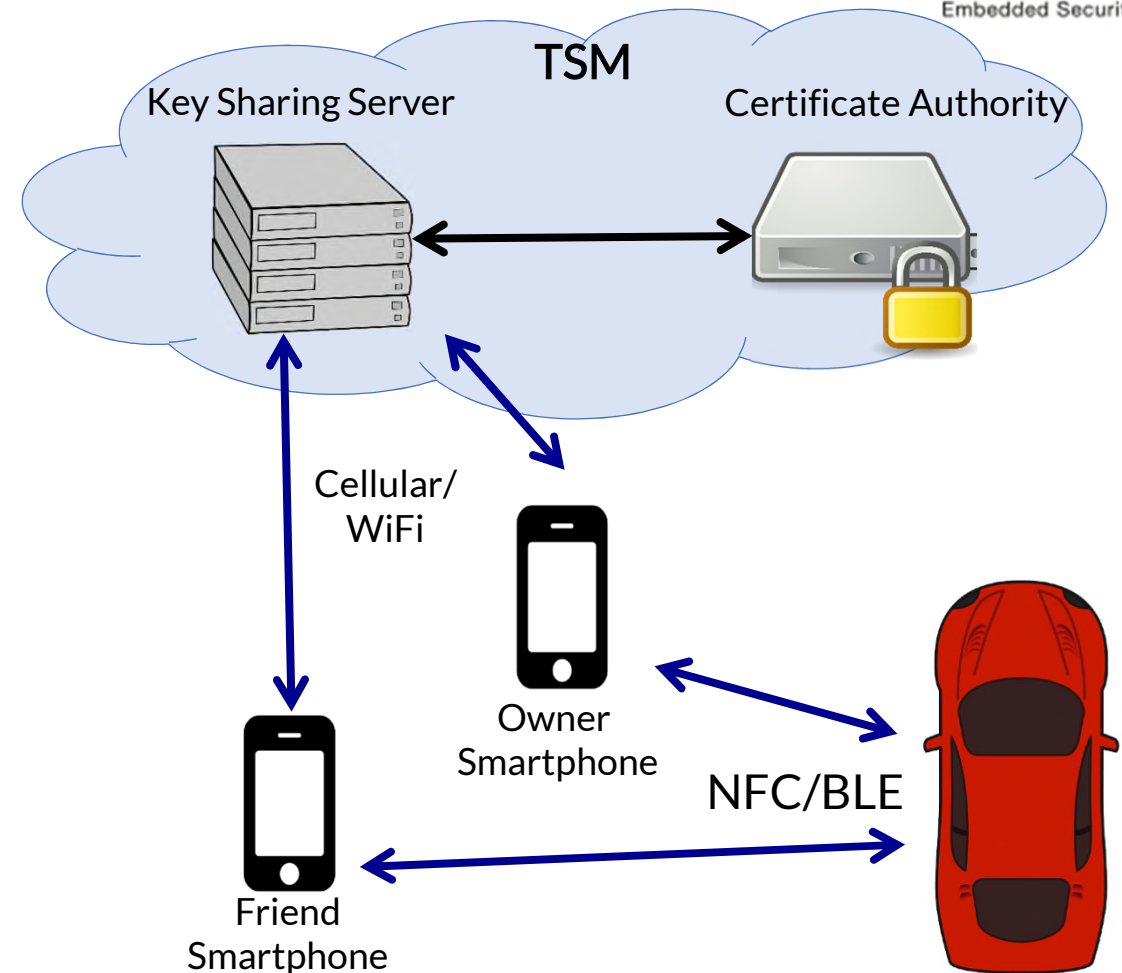 Embedded Securit
TSM
Key Sharing Server
Certificate Authority
Cellular/
WiFi
Owner
Smartphone
NFC/BLE
Friend
Smartphone